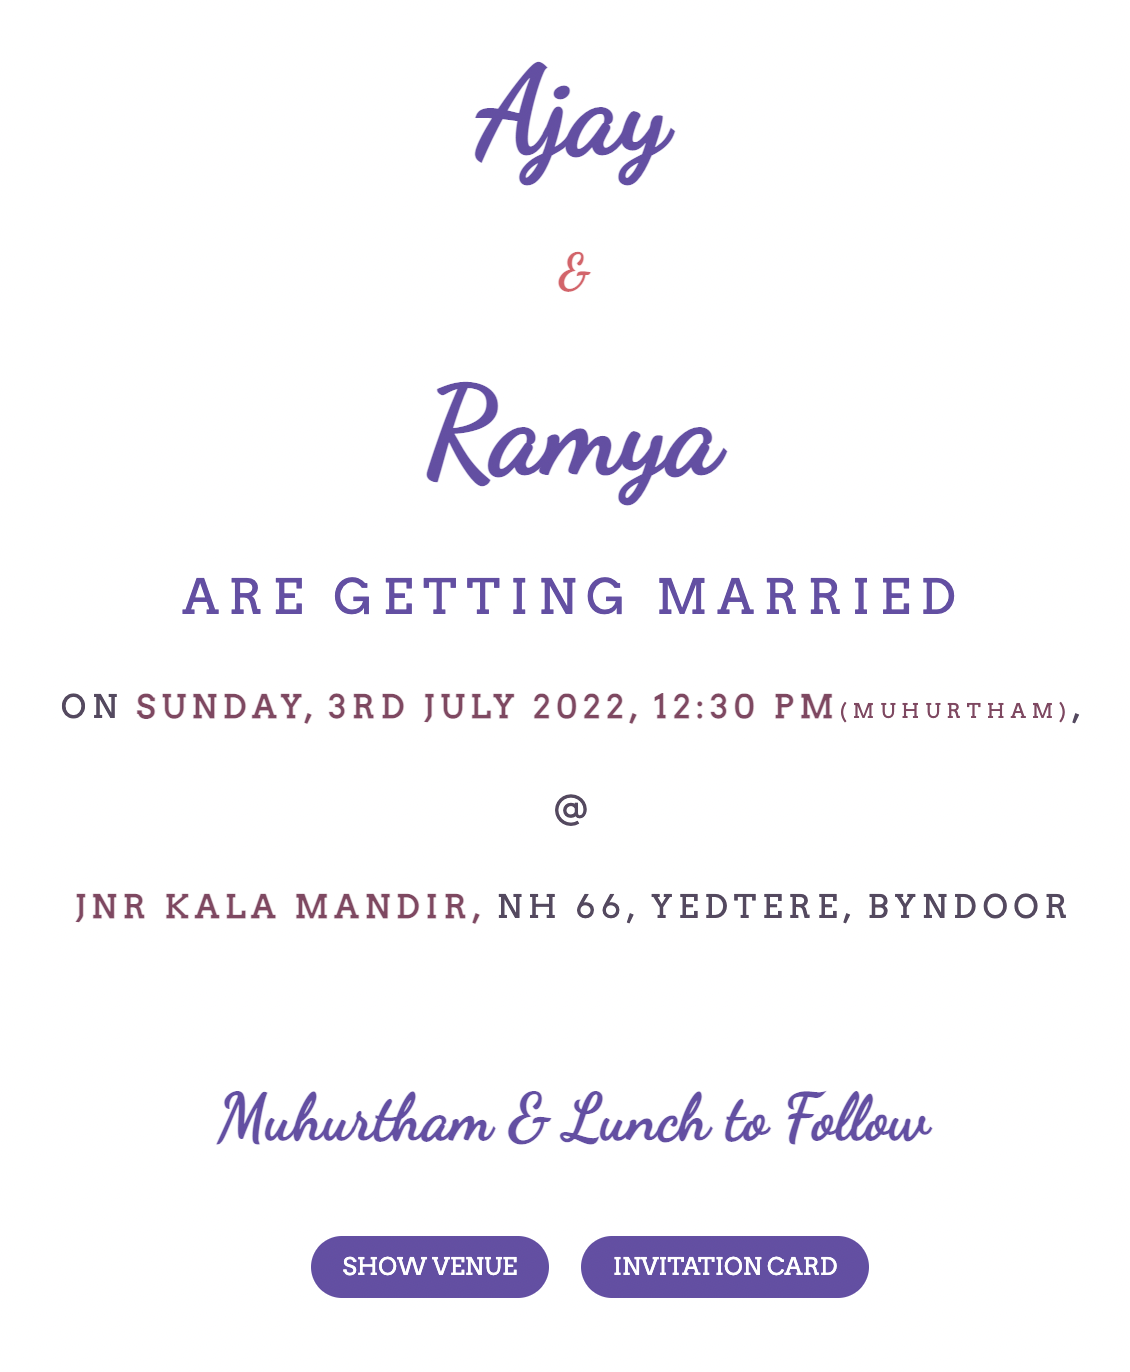 Ajay
&
Ramya
ARE GETTING MARRIED
ON SUNDAY, 3RD JULY 2022, 12:30 PM(MUHURTHAM),
@
JNR KALA MANDIR, NH 66, YEDTERE, BYNDOOR
Muhurtham & Lunch to Follow
SHOW VENUE INVITATION CARD